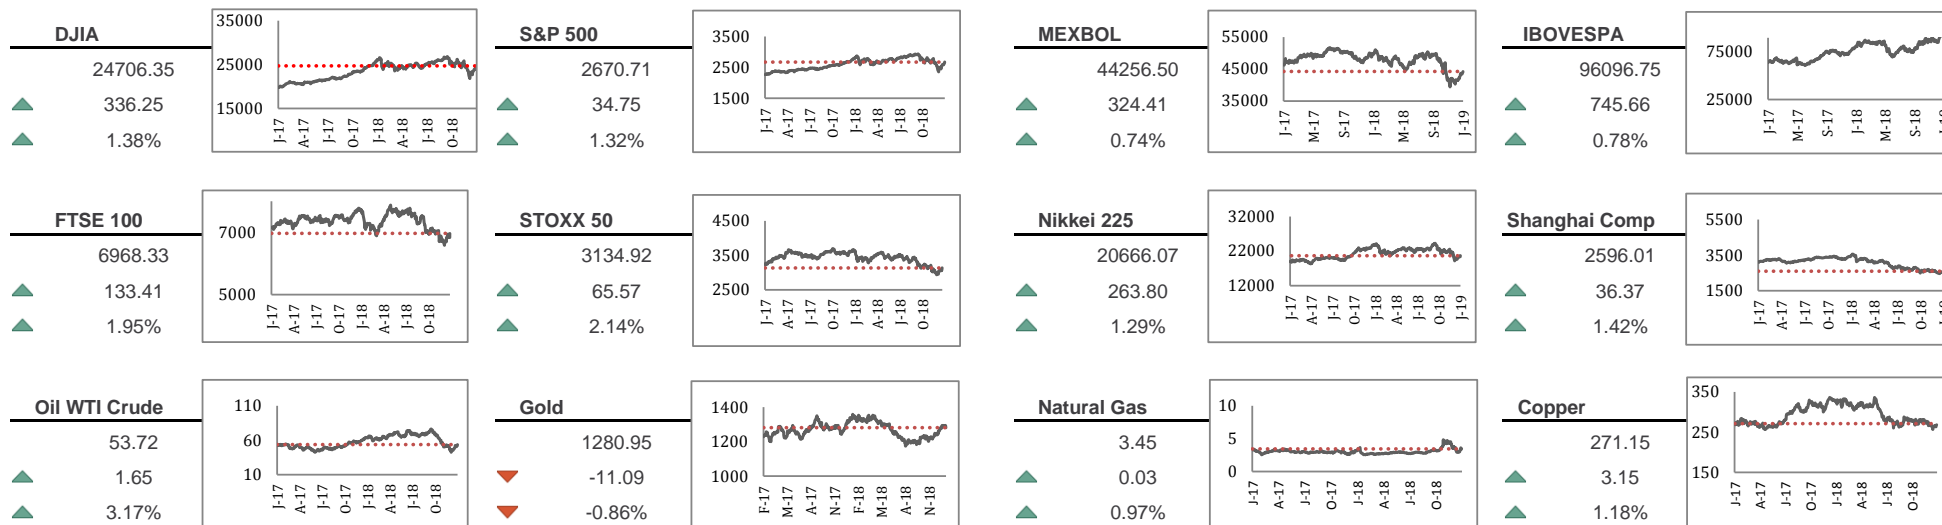 DJIA
24706.35
336.25
1.38%
35000
25000
15000
J-17
A-17
J-17
O-17
J-18
A-18
J-18
O-18
S&P 500
2670.71
34.75
1.32%
3500
2500
1500
J-17
A-17
J-17
O-17
J-18
A-18
J-18
O-18
MEXBOL
44256.50
324.41
0.74%
55000
45000
35000
J-17
M-17
S-17
J-18
M-18
S-18
J-19
IBOVESPA
96096.75
745.66
0.78%
75000
25000
J-17
M-17
S-17
J-18
M-18
S-18
FTSE 100
6968.33
133.41
1.95%
7000
5000
J-17
A-17
J-17
O-17
J-18
A-18
J-18
O-18
STOXX 50
3134.92
65.57
2.14%
4500
3500
2500
J-17
A-17
J-17
O-17
J-18
A-18
J-18
O-18
Nikkei 225
20666.07
263.80
1.29%
32000
22000
12000
J-17
A-17
J-17
O-17
J-18
A-18
J-18
O-18
J-19
Shanghai Comp
2596.01
36.37
1.42%
5500
3500
1500
J-17
A-17
J-17
O-17
J-18
A-18
J-18
O-18
Oil WTI Crude
53.72
1.65
3.17%
110
60
10
J-17
A-17
J-17
O-17
J-18
A-18
J-18
O-18
Gold
1280.95
-11.09
-0.86%
1400
1200
1000
F-17
M-17
A-17
N-17
F-18
M-18
A-18
N-18
Natural Gas
3.45
0.03
0.97%
10
5
0
J-17
A-17
J-17
O-17
J-18
A-18
J-18
O-18
Copper
271.15
3.15
1.18%
350
250
150
J-17
A-17
J-17
O-17
J-18
A-18
J-18
O-18